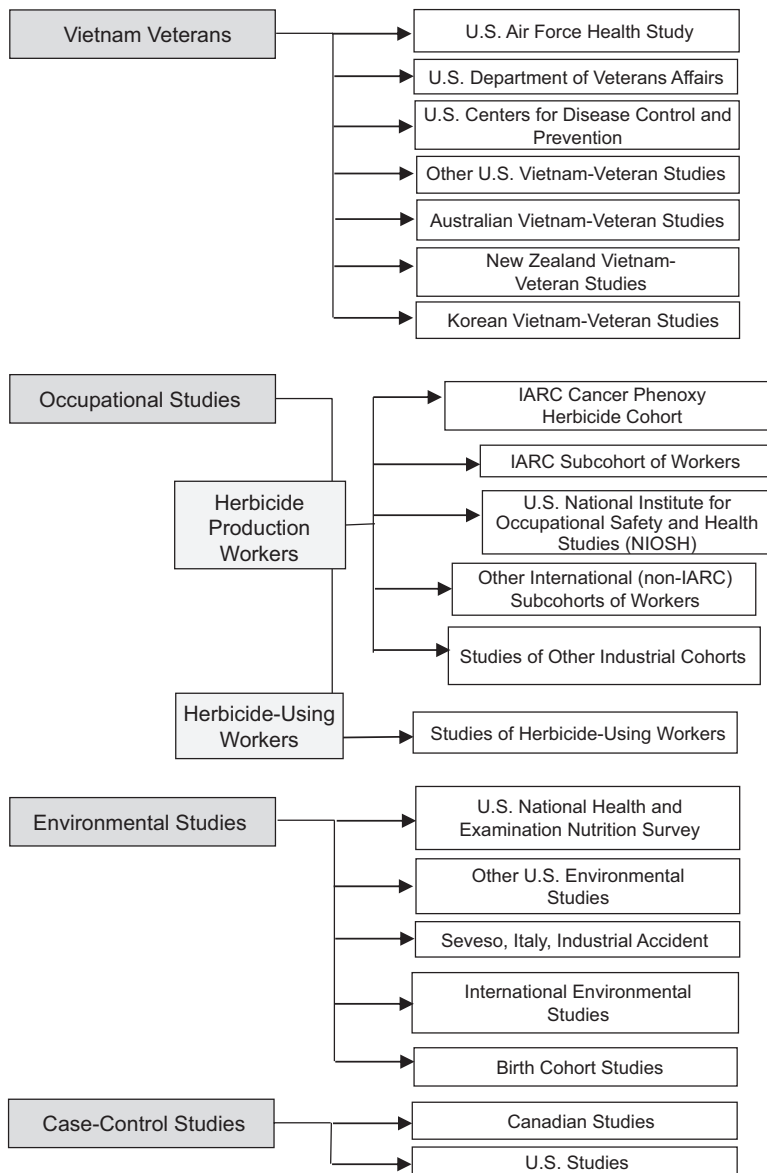 Vietnam Veterans
U.S. Air Force Health Study
U.S. Department of Veterans Affairs
U.S. Centers for Disease Control and
Prevention
Other U.S. Vietnam-Veteran Studies
Australian Vietnam-Veteran Studies
New Zealand Vietnam-
Veteran Studies
Korean Vietnam-Veteran Studies
Occupational Studies
Herbicide
Production
Workers
IARC Cancer Phenoxy
Herbicide Cohort
IARC Subcohort of Workers
U.S. National Institute for
Occupational Safety and Health
Studies (NIOSH)
Other International (non-IARC)
Subcohorts of Workers
Studies of Other Industrial Cohorts
Herbicide-Using
Workers
Studies of Herbicide-Using Workers
Environmental Studies
U.S. National Health and
Examination Nutrition Survey
Other U.S. Environmental
Studies
Seveso, Italy, Industrial Accident
International Environmental
Studies
Birth Cohort Studies
Case-Control Studies
Canadian Studies
U.S. Studies